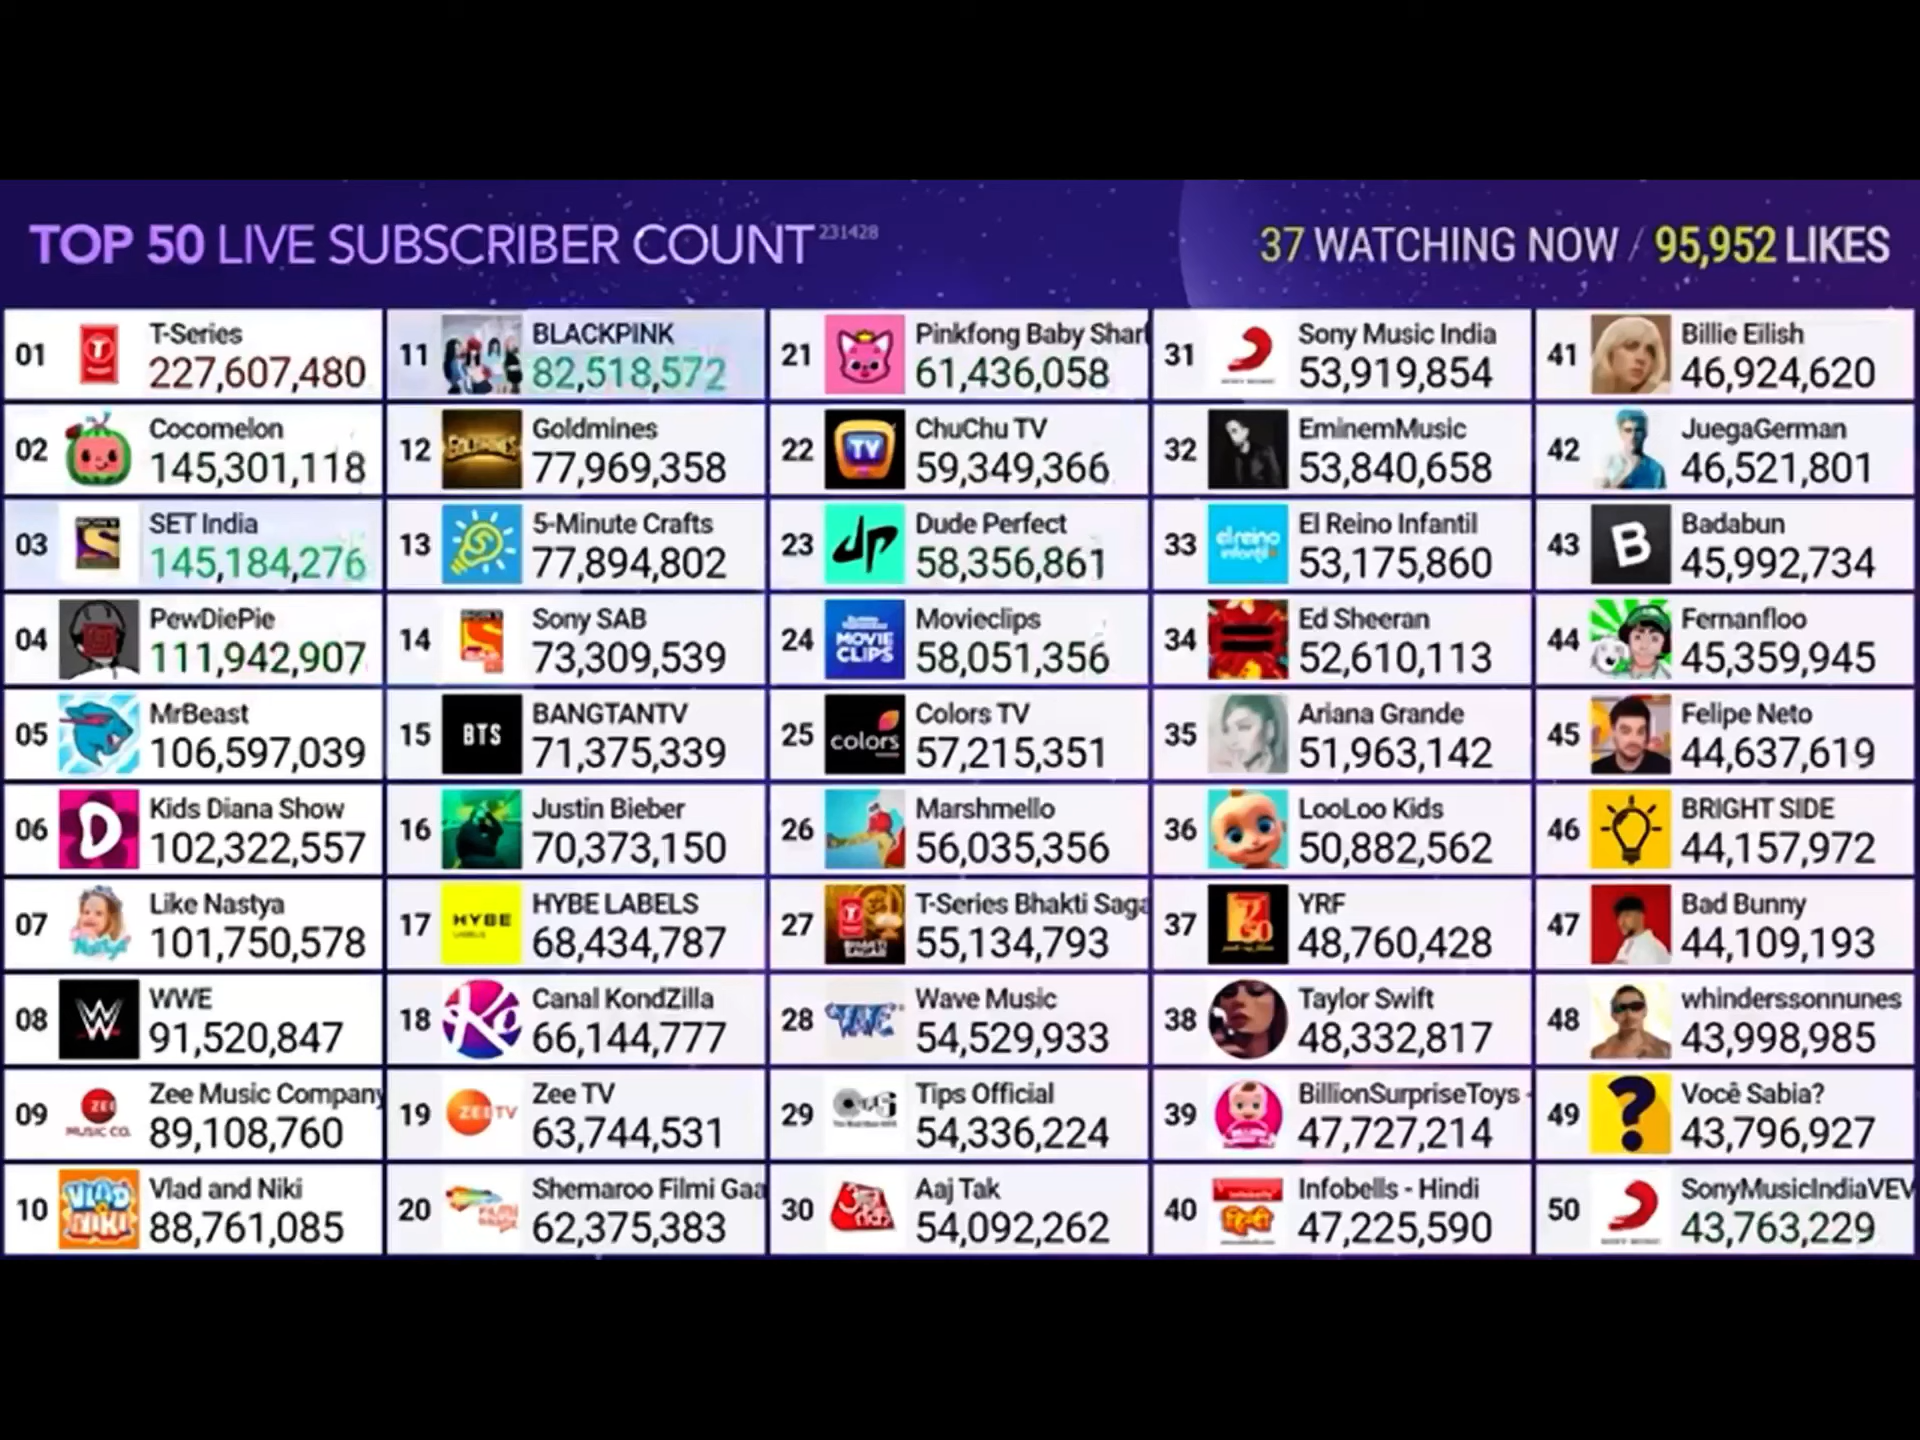 TOP 50 LIVE SUBSCRIBER COUNT 231428
37 WATCHING NOW / 95,952 LIKES
01 T-Series
227,607,480
02 Cocomelon
145,301,118
03 SET India
145,184,276
04 PewDiePie
111,942,907
05 MrBeast
106,597,039
06 Kids Diana Show
102,322,557
07 Like Nastya
101,750,578
08 WWE
91,520,847
09 Zee Music Company
89,108,760
10 Vlad and Niki
88,761,085
11 BLACKPINK
82,518,572
12 Goldmines
77,969,358
13 5-Minute Crafts
77,894,802
14 Sony SAB
73,309,539
15 BTS BANGTANTV
71,375,339
16 Justin Bieber
70,373,150
17 HYBE LABELS HYBE LABELS
68,434,787
18 Canal KondZilla
66,144,777
19 ZEE TV Zee TV
63,744,531
20 Shemaroo Filmi Gaa
62,375,383
21 Pinkfong Baby Shar
61,436,058
22 TV ChuChu TV
59,349,366
23 dp Dude Perfect
58,356,861
24 MOVIE CLIPS Movieclips
58,051,356
25 colors Colors TV
57,215,351
26 Marshmello
56,035,356
27 T-Series Bhakti Saga
55,134,793
28 Wave Music
54,529,933
29 Tips Official
54,336,224
30 Aaj Tak
54,092,262
31 Sony Music India
53,919,854
32 EminemMusic
53,840,658
33 el reino infantil El Reino Infantil
53,175,860
34 Ed Sheeran
52,610,113
35 Ariana Grande
51,963,142
36 LooLoo Kids
50,882,562
37 YRF
48,760,428
38 Taylor Swift
48,332,817
39 BillionSurpriseToys -
47,727,214
40 हिन्दी Infobells - Hindi
47,225,590
41 Billie Eilish
46,924,620
42 JuegaGerman
46,521,801
43 B Badabun
45,992,734
44 Fernanfloo
45,359,945
45 Felipe Neto
44,637,619
46 BRIGHT SIDE
44,157,972
47 Bad Bunny
44,109,193
48 whinderssonnunes
43,998,985
49 ? Você Sabia?
43,796,927
50 SonyMusicIndiaVEV
43,763,229